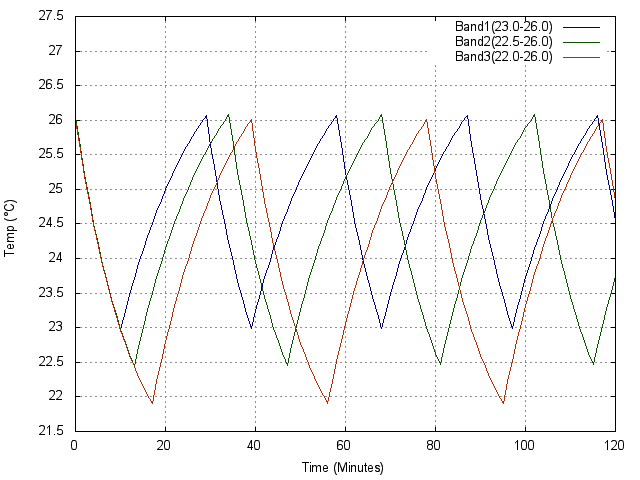 27.5
27
26.5
26
25.5
25
24.5
24
23.5
23
22.5
22
21.5
Temp (°C)
Band1(23.0-26.0)
Band2(22.5-26.0)
Band3(22.0-26.0)
0 20 40 60 80 100 120
Time (Minutes)